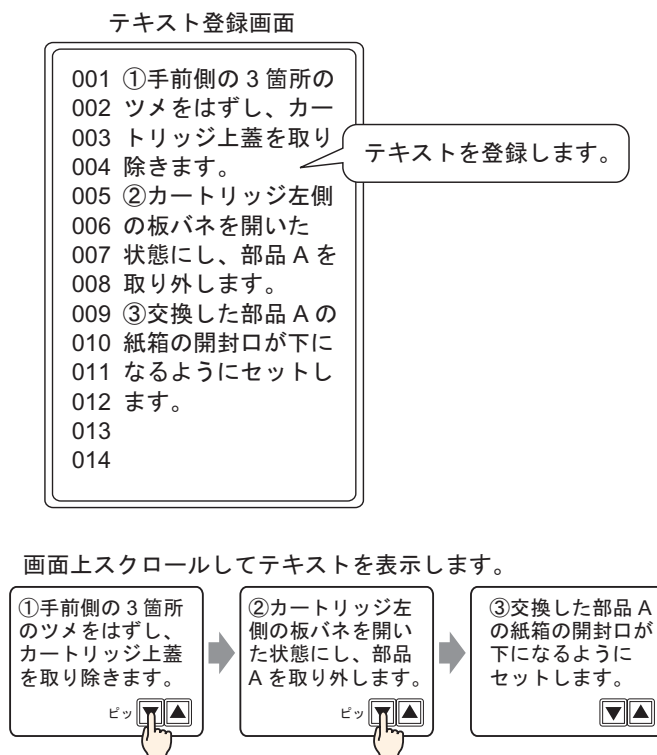 テキスト登録画面
001 ①手前側の3箇所の
002 ツメをはずし、カー
003 トリッジ上蓋を取り
004 除きます。
テキストを登録します。
005 ②カートリッジ左側
006 の板バネを開いた
007 状態にし、部品Aを
008 取り外します。
009 ③交換した部品Aの
010 紙箱の開封口が下に
011 なるようにセットし
012 ます。
013
014
画面上スクロールしてテキストを表示します。
①手前側の3箇所
のツメをはずし、
カートリッジ上蓋
を取り除きます。
ピッ ▼ ▲
②カートリッジ左
側の板バネを開い
た状態にし、部品
Aを取り外します。
ピッ ▼ ▲
③交換した部品A
の紙箱の開封口が
下になるように
セットします。
▼ ▲